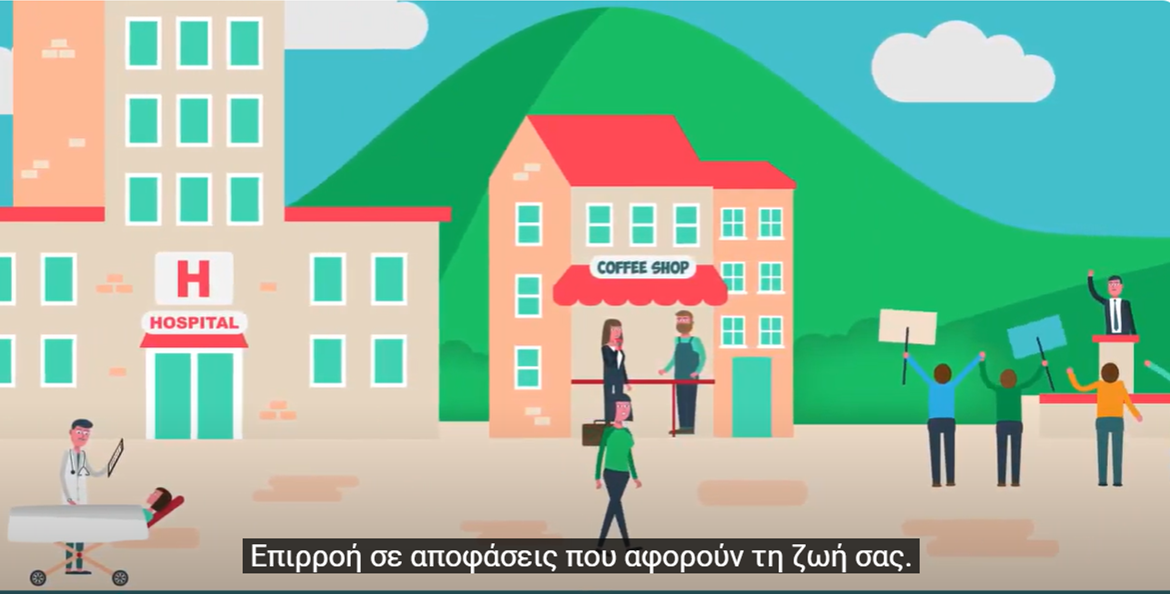 H
HOSPITAL
COFFEE SHOP
Επιρροή σε αποφάσεις που αφορούν τη ζωή σας.